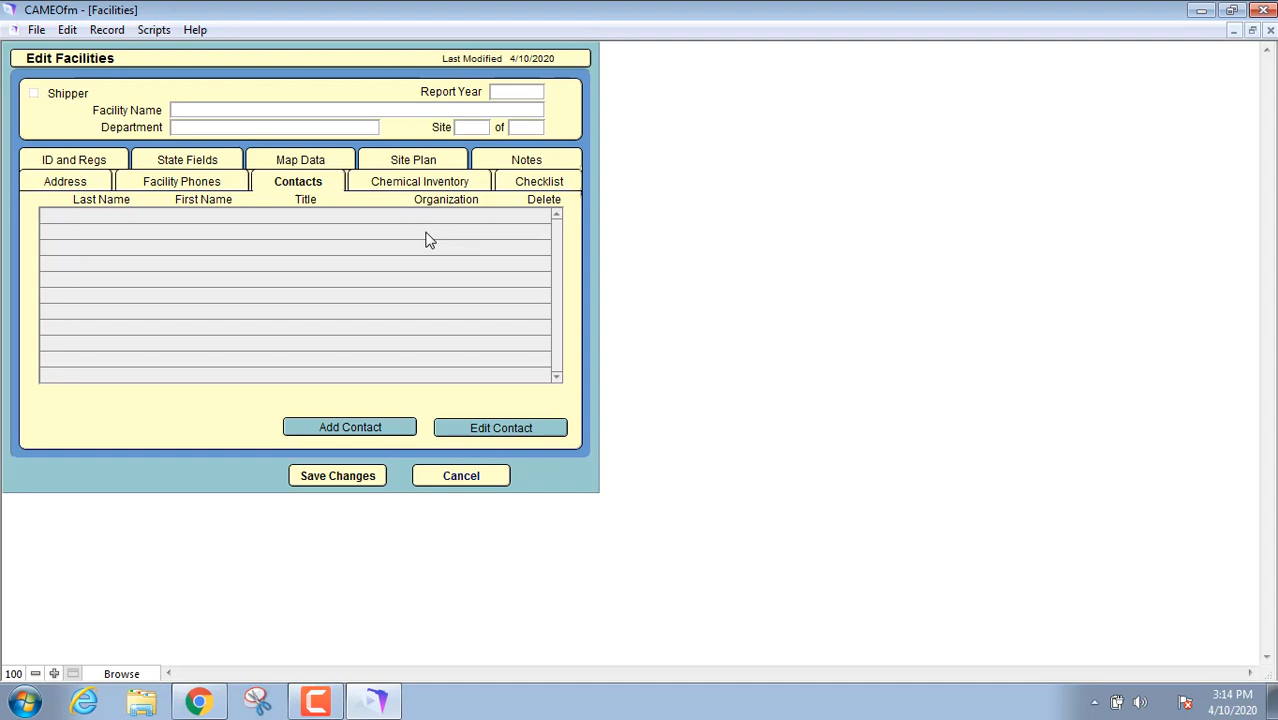 CAMEOfm - [Facilities]
File Edit Record Scripts Help
Edit Facilities Last Modified 4/10/2020
Shipper Report Year
Facility Name
Department Site of
ID and Regs State Fields Map Data Site Plan Notes
Address Facility Phones Contacts Chemical Inventory Checklist
Last Name First Name Title Organization Delete
Add Contact Edit Contact
Save Changes Cancel
100 Browse
3:14 PM
4/10/2020